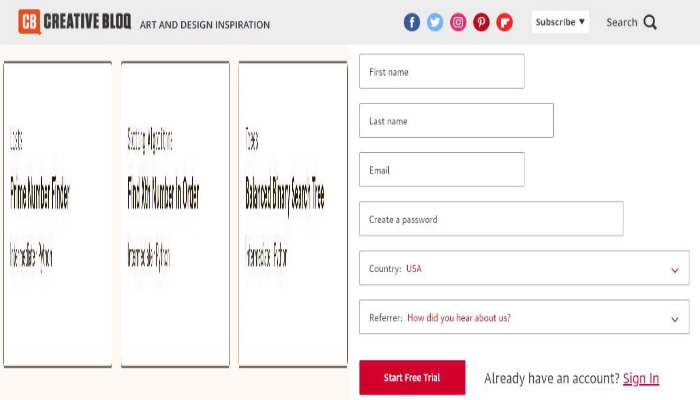 CB CREATIVE BLOQ ART AND DESIGN INSPIRATION
Subscribe ▼
Search
Lists
Prime Number Finder
Intermediate · Python
Sorting Algorithms
Find Xth Number In Order
Intermediate · Python
Trees
Balanced Binary Search Tree
Intermediate · Python
First name
Last name
Email
Create a password
Country: USA
Referrer: How did you hear about us?
Start Free Trial
Already have an account? Sign In